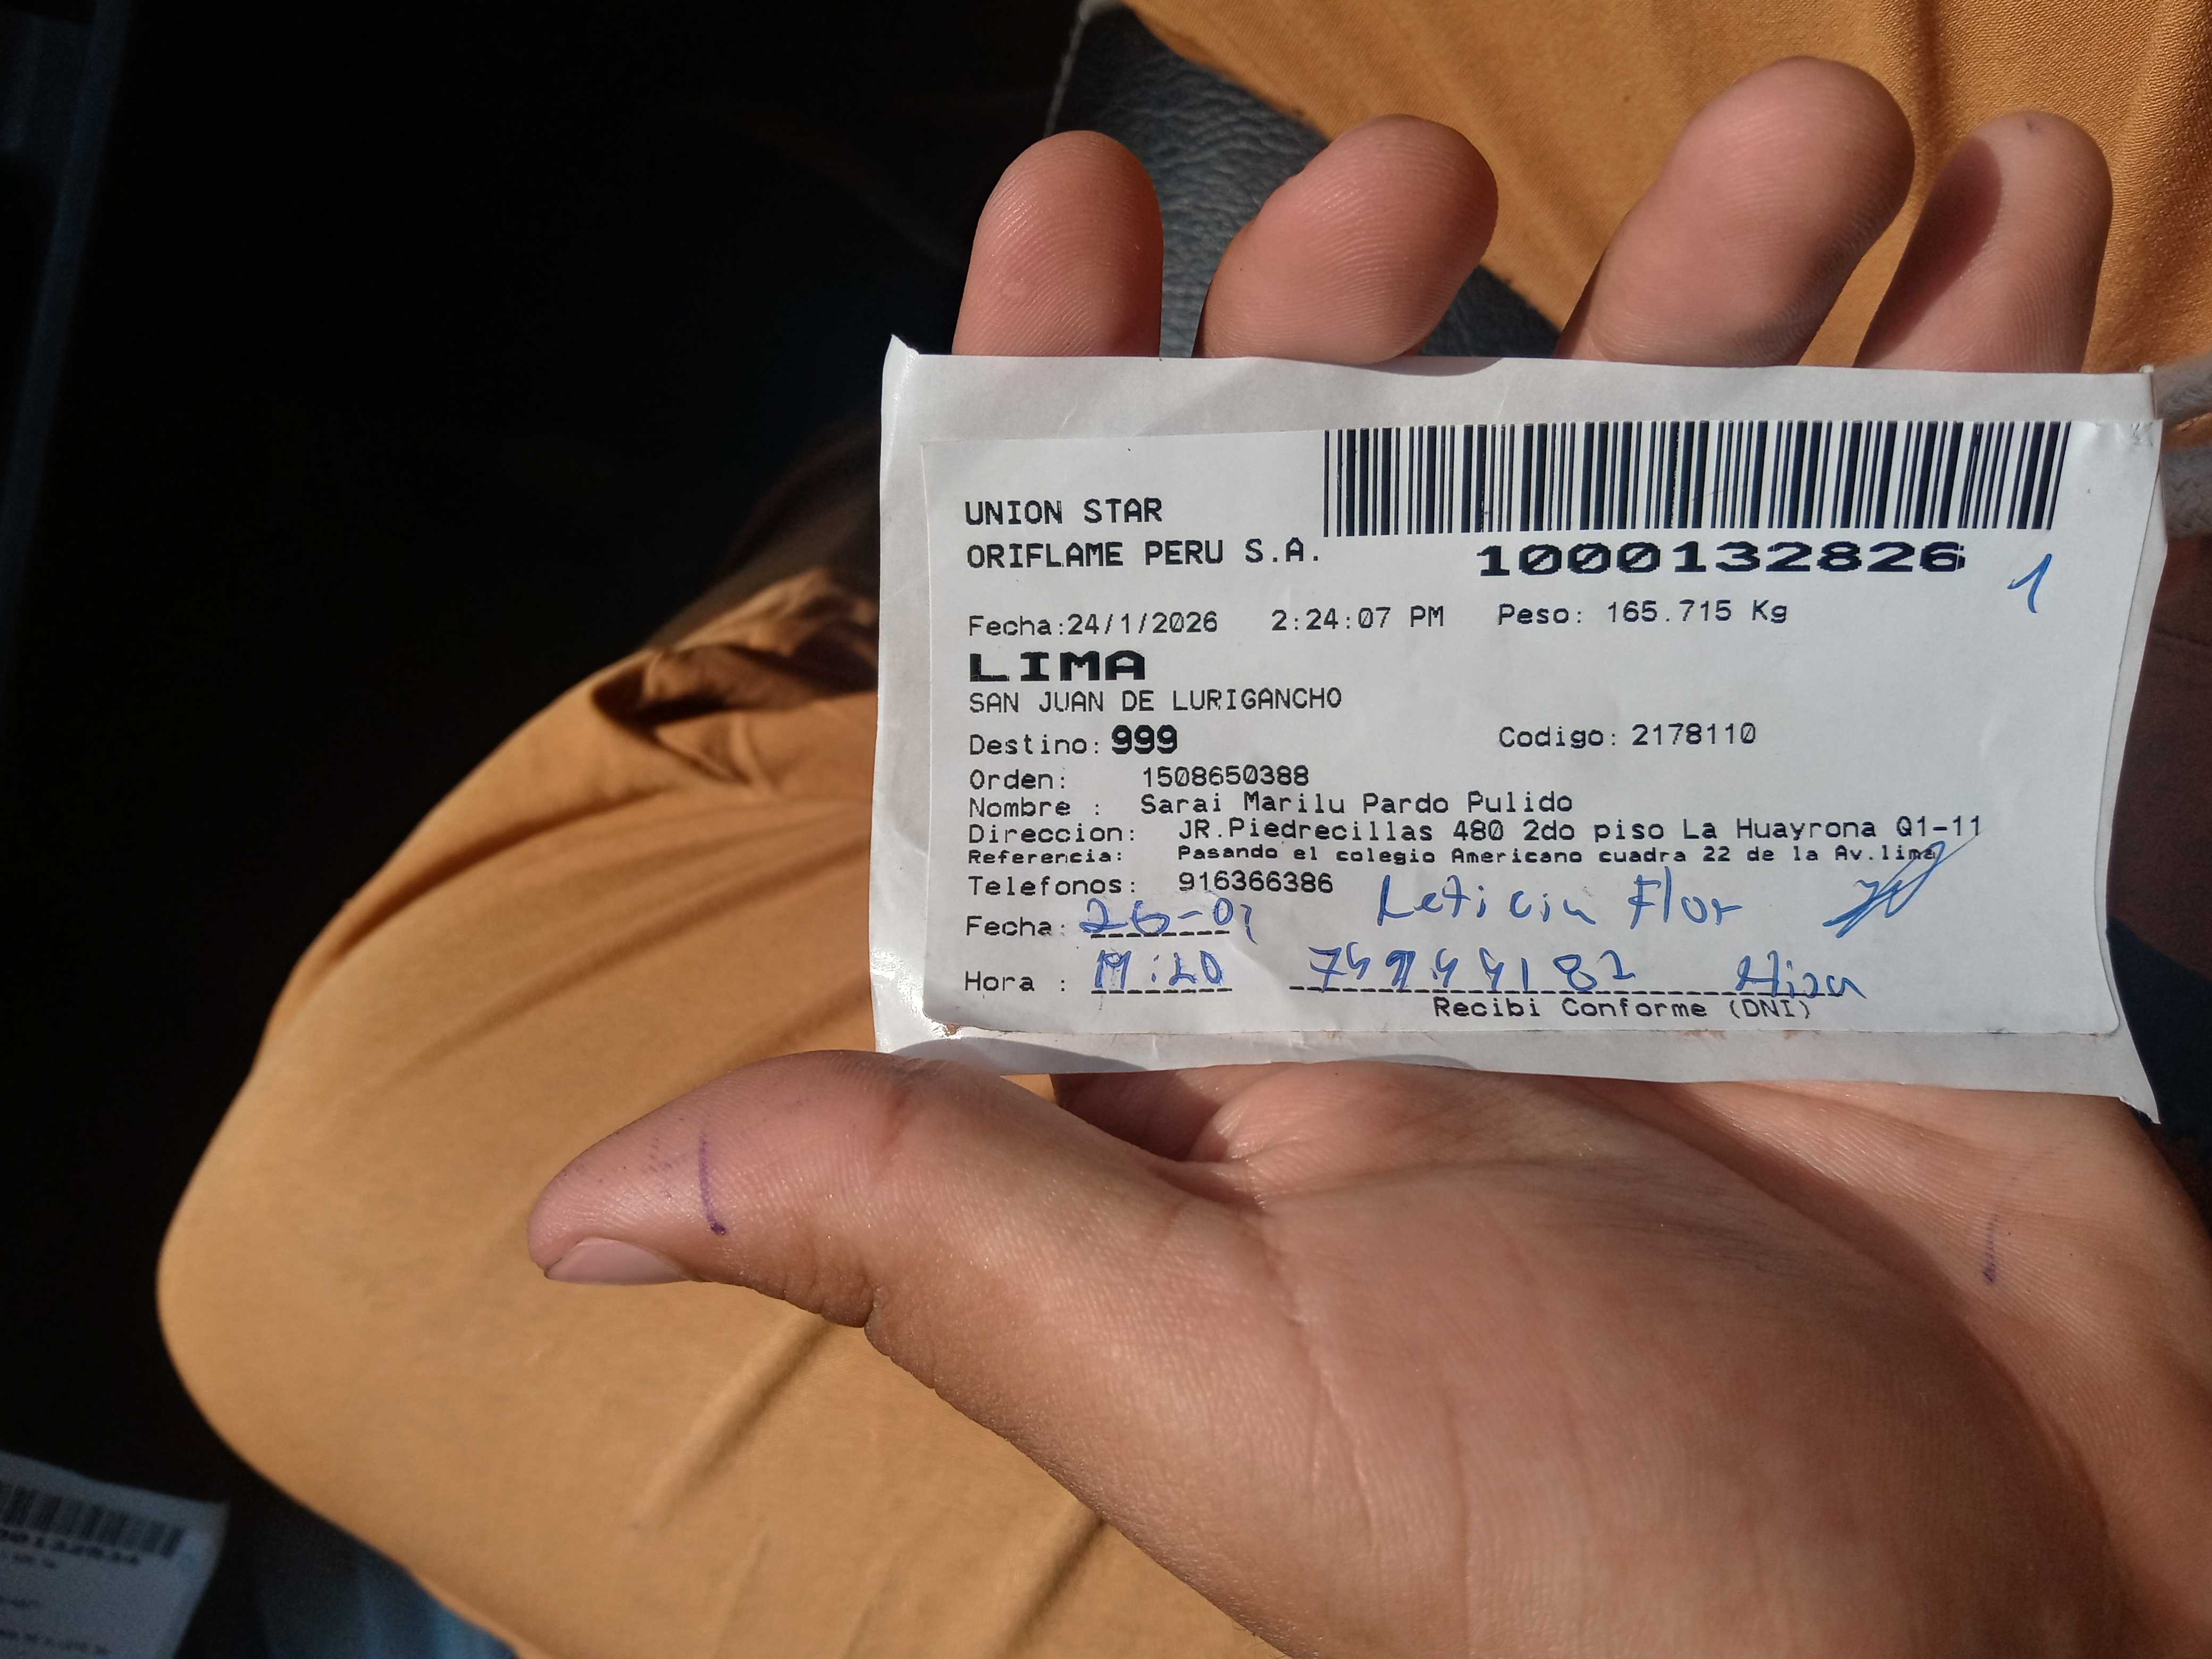 UNION STAR
ORIFLAME PERU S.A.
1000132826
1
Fecha:24/1/2026 2:24:07 PM Peso: 165.715 Kg
LIMA
SAN JUAN DE LURIGANCHO
Destino: 999 Codigo: 2178110
Orden: 1508650388
Nombre : Sarai Marilu Pardo Pulido
Direccion: JR.Piedrecillas 480 2do piso La Huayrona Q1-11
Referencia: Pasando el colegio Americano cuadra 22 de la Av.lima
Telefonos: 916366386
Leticia Flor
Fecha: 26-01
Hora :
Recibi Conforme (DNI)